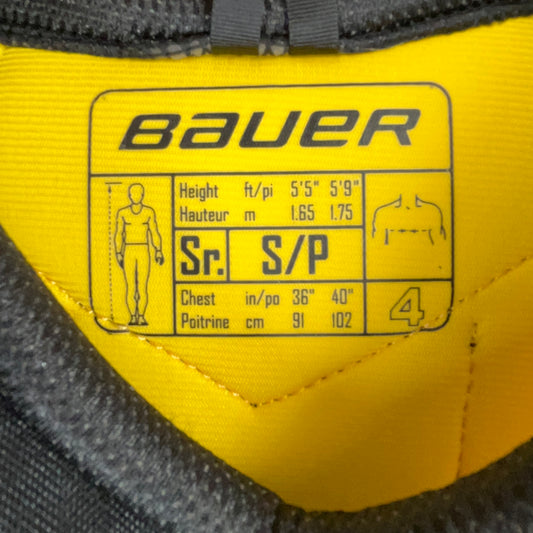 BAUER
Height ft/pi 5'5" 5'9"
Hauteur m 1.65 1.75
Sr. S/P
Chest in/po 36" 40"
Poitrine cm 91 102
4